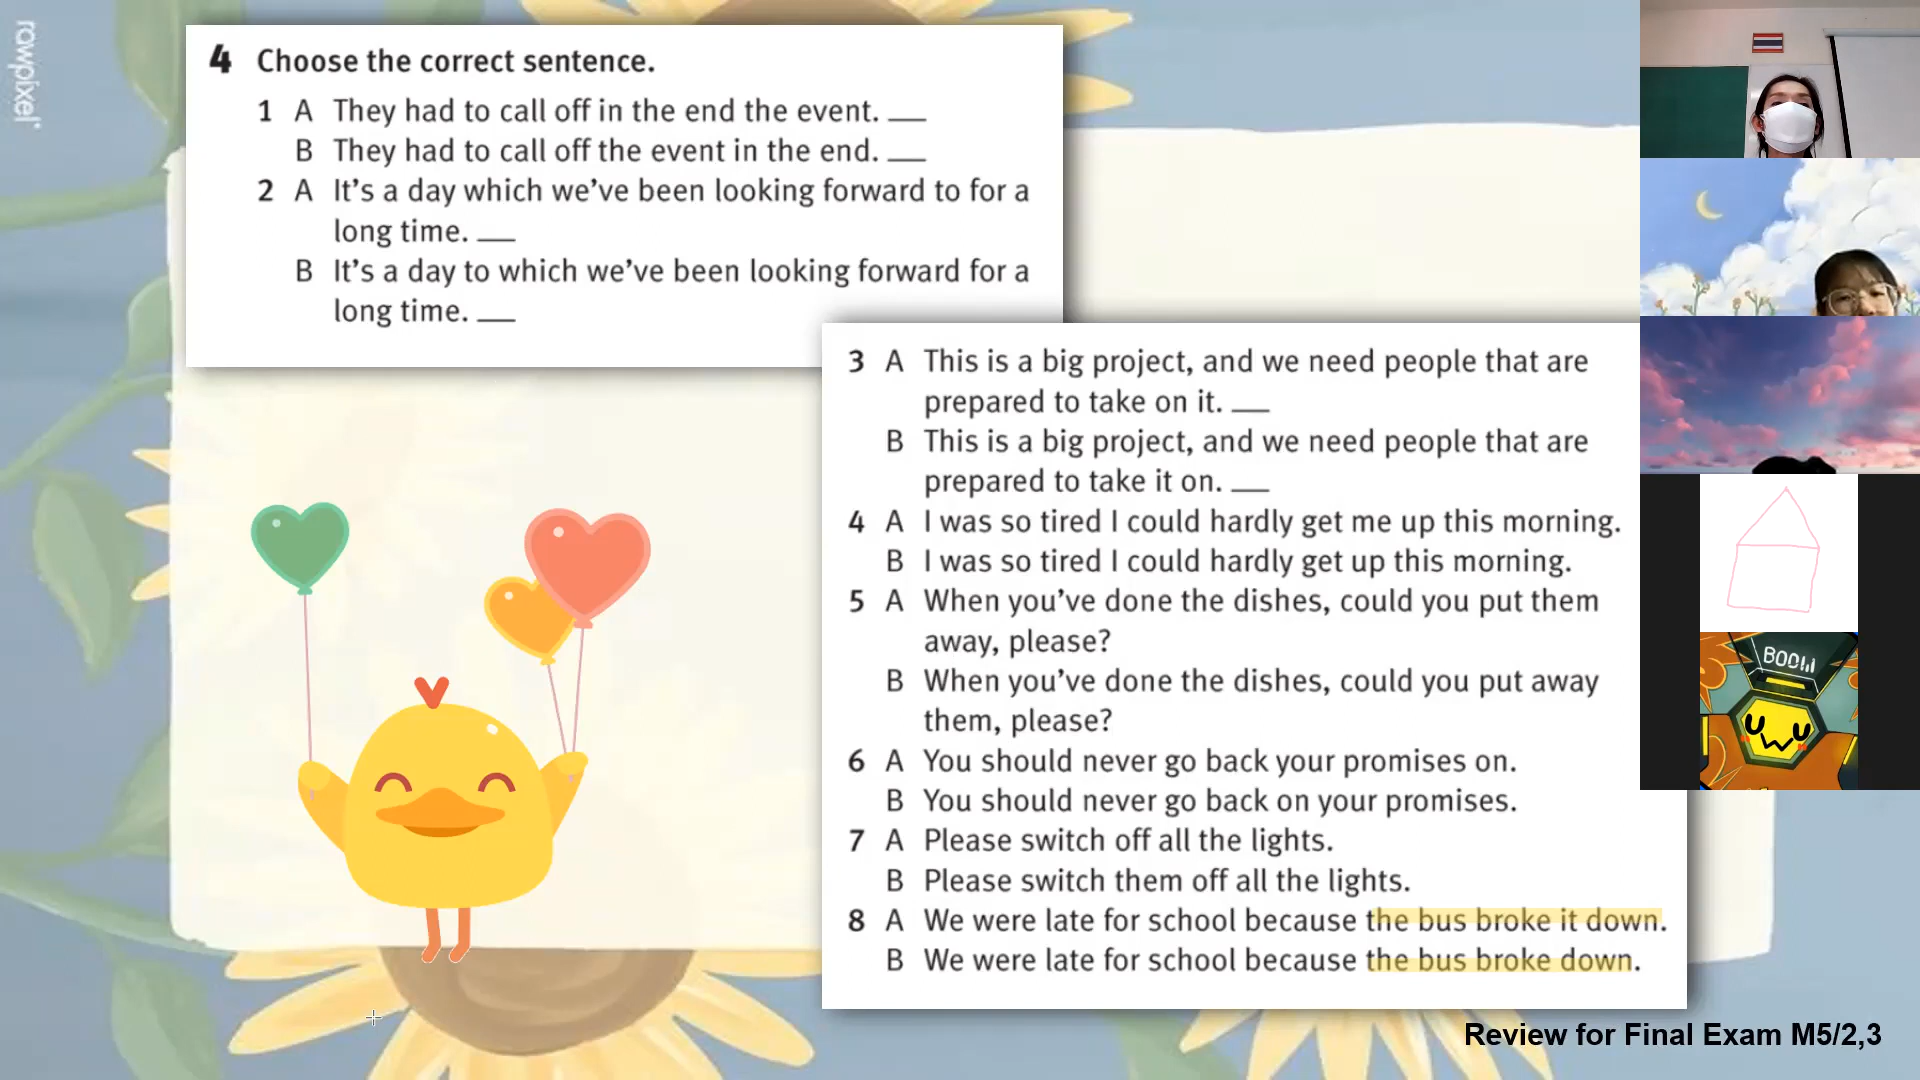 rawpixel
4 Choose the correct sentence.
1 A They had to call off in the end the event. __
B They had to call off the event in the end. __
2 A It's a day which we've been looking forward to for a
long time. __
B It's a day to which we've been looking forward for a
long time. __
3 A This is a big project, and we need people that are
prepared to take on it. __
B This is a big project, and we need people that are
prepared to take it on. __
4 A I was so tired I could hardly get me up this morning.
B I was so tired I could hardly get up this morning.
5 A When you've done the dishes, could you put them
away, please?
B When you've done the dishes, could you put away
them, please?
6 A You should never go back your promises on.
B You should never go back on your promises.
7 A Please switch off all the lights.
B Please switch them off all the lights.
8 A We were late for school because the bus broke it down.
B We were late for school because the bus broke down.
BOOM
UwU
Review for Final Exam M5/2,3